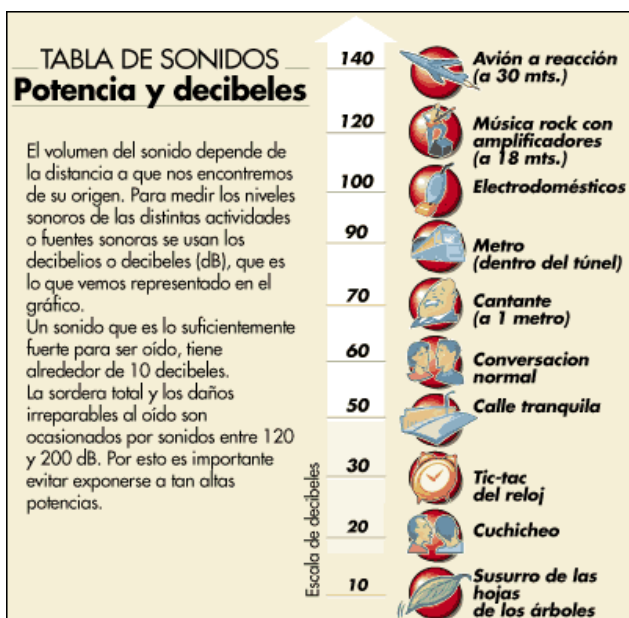 TABLA DE SONIDOS
Potencia y decibeles
El volumen del sonido depende de
la distancia a que nos encontremos
de su origen. Para medir los niveles
sonoros de las distintas actividades
o fuentes sonoras se usan los
decibelios o decibeles (dB), que es
lo que vemos representado en el
gráfico.
Un sonido que es lo suficientemente
fuerte para ser oído, tiene
alrededor de 10 decibeles.
La sordera total y los daños
irreparables al oído son
ocasionados por sonidos entre 120
y 200 dB. Por esto es importante
evitar exponerse a tan altas
potencias.
Escala de decibeles
140
Avión a reacción
(a 30 mts.)
120
Música rock con
amplificadores
(a 18 mts.)
100
Electrodomésticos
90
Metro
(dentro del túnel)
70
Cantante
(a 1 metro)
60
Conversacion
normal
50
Calle tranquila
30
Tic-tac
del reloj
20
Cuchicheo
10
Susurro de las
hojas
de los árboles